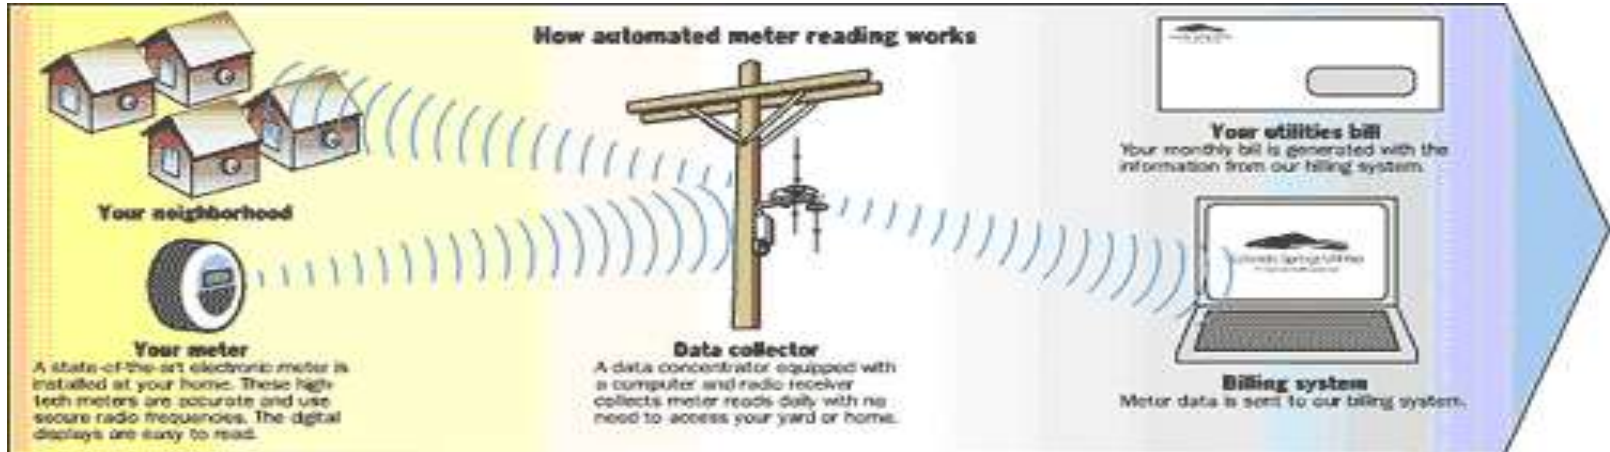 How automated meter reading works
Your neighborhood
Your meter
A state-of-the-art electronic meter is
installed at your home. These high-
tech meters are accurate and use
secure radio frequencies. The digital
displays are easy to read.
Data collector
A data concentrator equipped with
a computer and radio receiver
collects meter reads daily with no
need to access your yard or home.
Your utilities bill
Your monthly bill is generated with the
information from our billing system.
Colorado Springs Utilities
Billing system
Meter data is sent to our billing system.